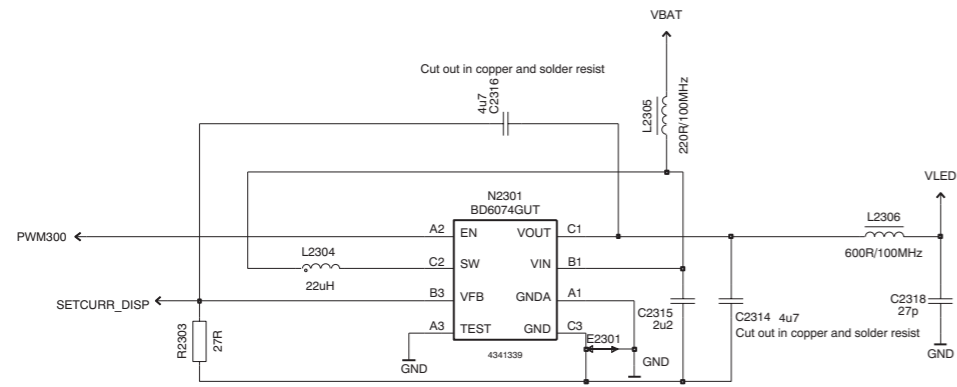 VBAT
Cut out in copper and solder resist
4u7
C2316
L2305
220R/100MHz
VLED
N2301
BD6074GUT
L2306
PWM300
A2
EN
VOUT
C1
600R/100MHz
L2304
22uH
C2
SW
VIN
B1
SETCURR_DISP
B3
VFB
GNDA
A1
C2315
2u2
C2314
4u7
Cut out in copper and solder resist
C2318
27p
R2303
27R
A3
TEST
GND
C3
E2301
GND
4341339
GND
GND